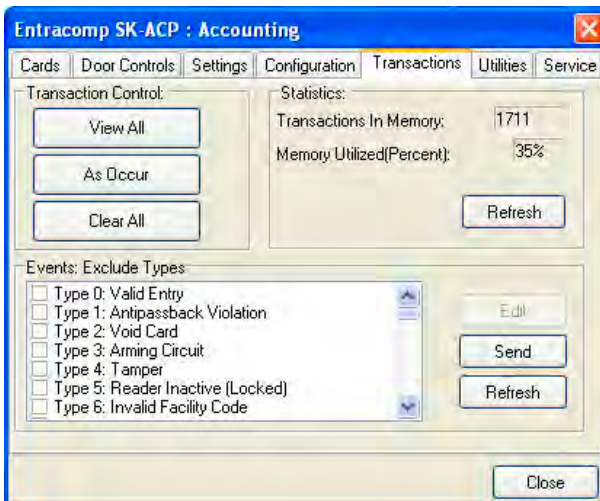 Entracomp SK-ACP : Accounting
Cards Door Controls Settings Configuration Transactions Utilities Service
Transaction Control:
View All
As Occur
Clear All
Statistics:
Transactions In Memory: 1711
Memory Utilized(Percent): 35%
Refresh
Events: Exclude Types
Type 0: Valid Entry
Type 1: Antipassback Violation
Type 2: Void Card
Type 3: Arming Circuit
Type 4: Tamper
Type 5: Reader Inactive (Locked)
Type 6: Invalid Facility Code
Edit
Send
Refresh
Close